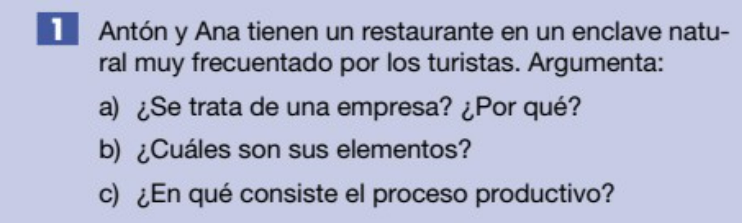 1 Antón y Ana tienen un restaurante en un enclave natu-
ral muy frecuentado por los turistas. Argumenta:
a) ¿Se trata de una empresa? ¿Por qué?
b) ¿Cuáles son sus elementos?
c) ¿En qué consiste el proceso productivo?